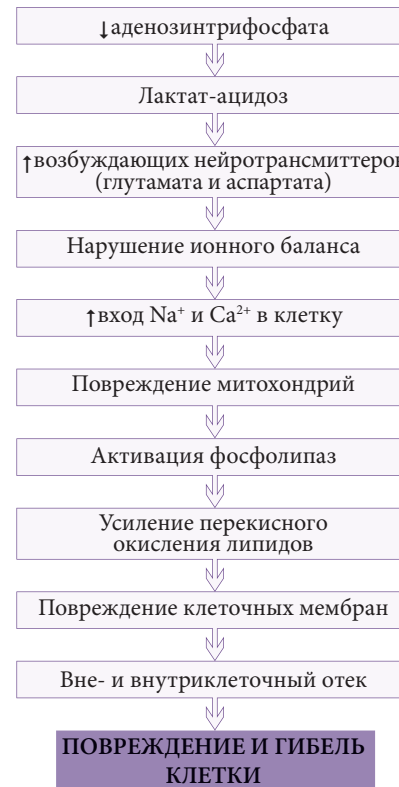 ↓аденозинтрифосфата
Лактат-ацидоз
↑возбуждающих нейротрансмиттеров
(глутамата и аспартата)
Нарушение ионного баланса
↑вход Na⁺ и Ca²⁺ в клетку
Повреждение митохондрий
Активация фосфолипаз
Усиление перекисного
окисления липидов
Повреждение клеточных мембран
Вне- и внутриклеточный отек
ПОВРЕЖДЕНИЕ И ГИБЕЛЬ
КЛЕТКИ